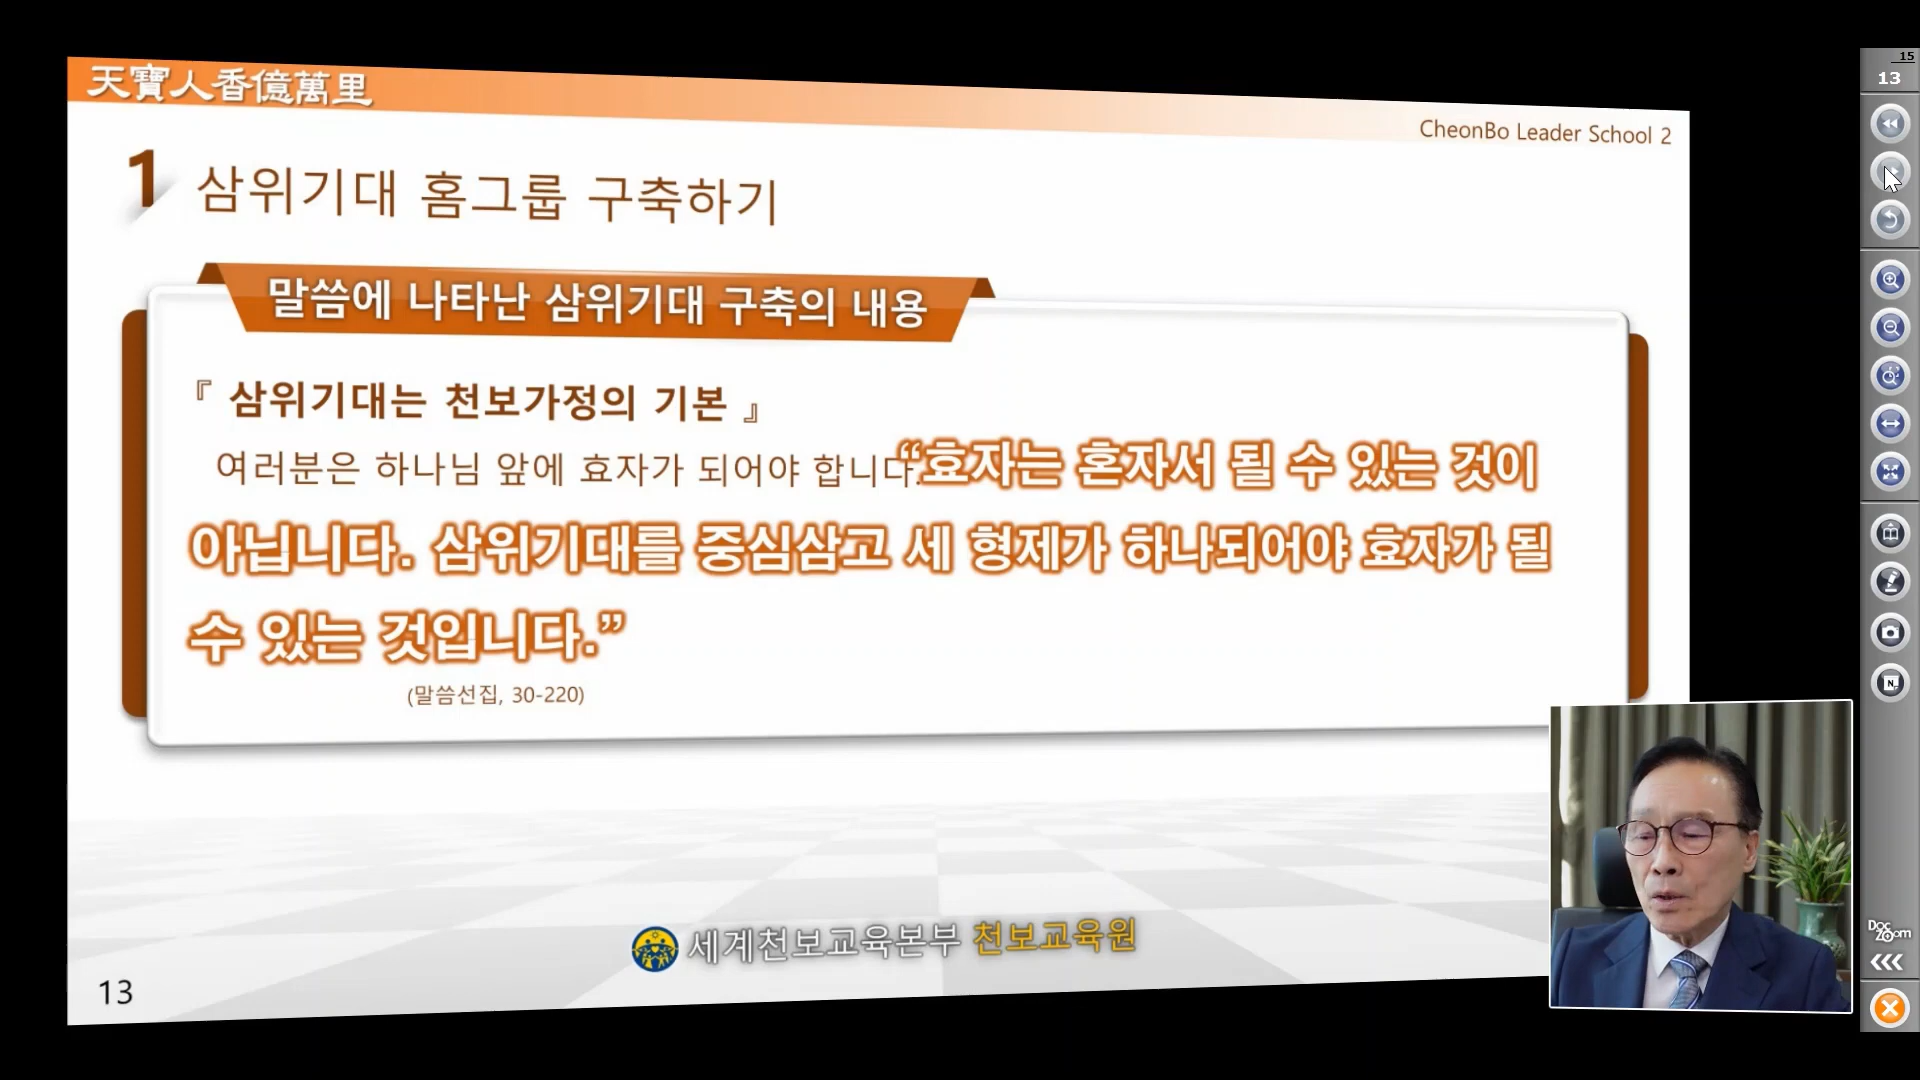 天寶人香億萬里
CheonBo Leader School 2
1 삼위기대 홈그룹 구축하기
말씀에 나타난 삼위기대 구축의 내용
『 삼위기대는 천보가정의 기본 』
여러분은 하나님 앞에 효자가 되어야 합니다. “효자는 혼자서 될 수 있는 것이
아닙니다. 삼위기대를 중심삼고 세 형제가 하나되어야 효자가 될
수 있는 것입니다.”
(말씀선집, 30-220)
세계천보교육본부 천보교육원
13
15
13
N
DocZoom